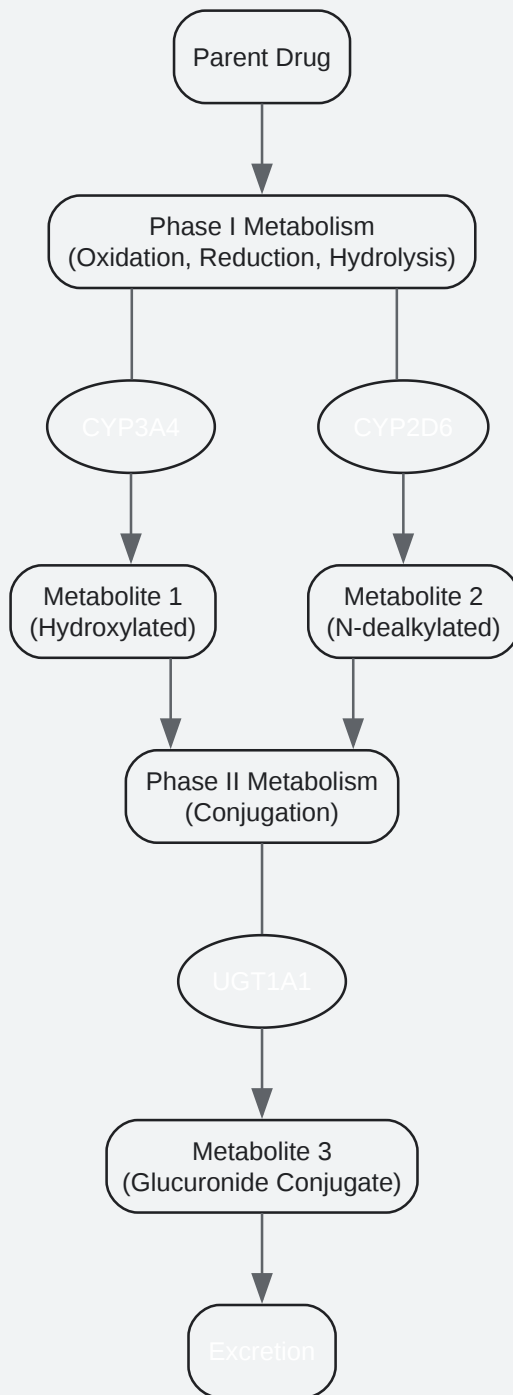 Parent Drug
Phase I Metabolism
(Oxidation, Reduction, Hydrolysis)
CYP3A4
CYP2D6
Metabolite 1
(Hydroxylated)
Metabolite 2
(N-dealkylated)
Phase II Metabolism
(Conjugation)
UGT1A1
Metabolite 3
(Glucuronide Conjugate)
Excretion